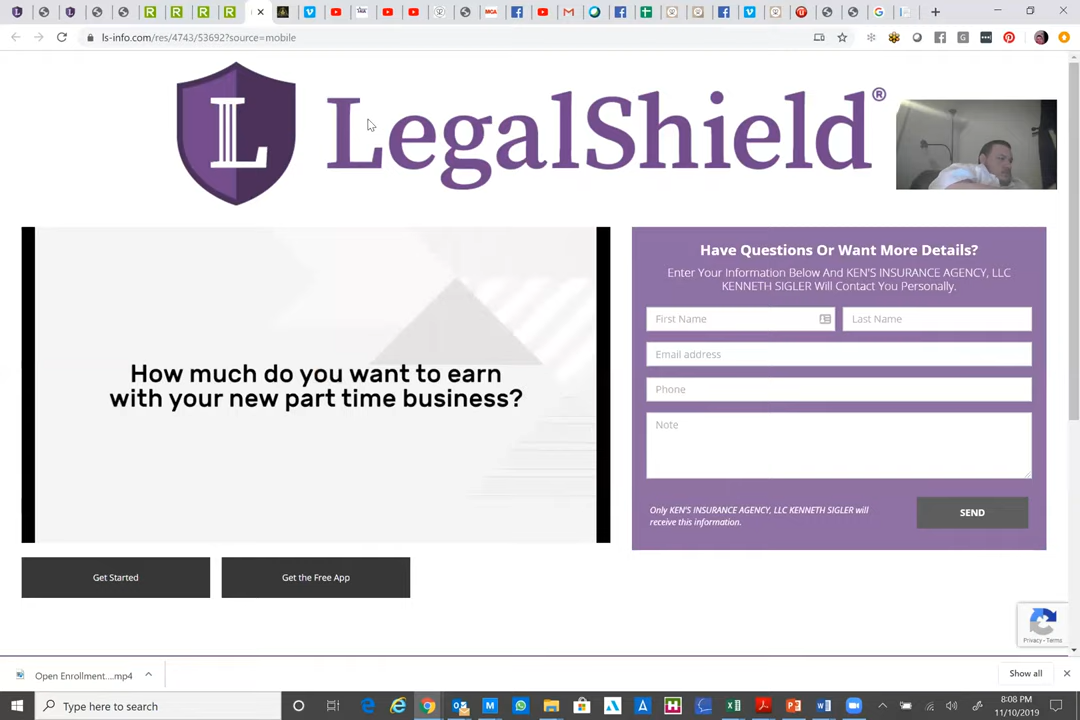 ls-info.com/res/4743/53692?source=mobile
LegalShield®
How much do you want to earn
with your new part time business?
Have Questions Or Want More Details?
Enter Your Information Below And KEN'S INSURANCE AGENCY, LLC
KENNETH SIGLER Will Contact You Personally.
First Name
Last Name
Email address
Phone
Note
Only KEN'S INSURANCE AGENCY, LLC KENNETH SIGLER will
receive this information.
SEND
Get Started
Get the Free App
Privacy - Terms
Open Enrollment....mp4
Show all
Type here to search
8:08 PM
11/10/2019